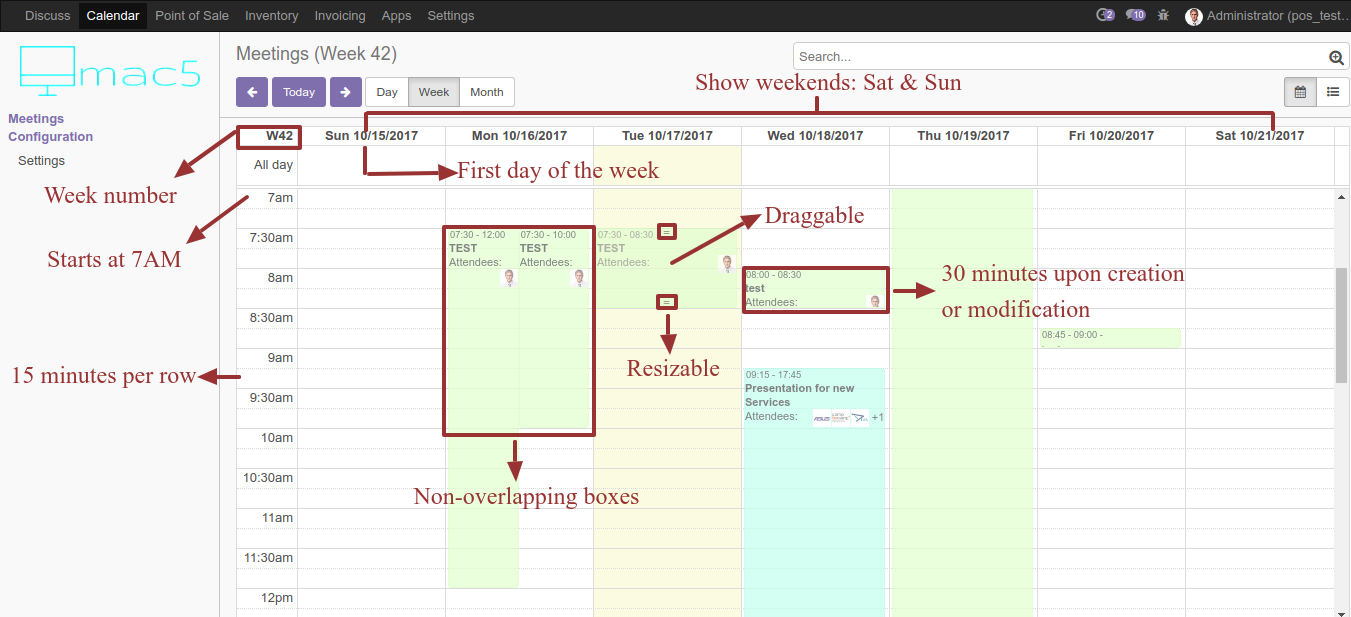 Discuss Calendar Point of Sale Inventory Invoicing Apps Settings 2 10 Administrator (pos_test...
mac5
Meetings
Configuration
Settings
Meetings (Week 42)
Search...
Today Day Week Month
Show weekends: Sat & Sun
W42 Sun 10/15/2017 Mon 10/16/2017 Tue 10/17/2017 Wed 10/18/2017 Thu 10/19/2017 Fri 10/20/2017 Sat 10/21/2017
All day
First day of the week
Week number
Starts at 7AM
15 minutes per row
7am
7:30am
8am
8:30am
9am
9:30am
10am
10:30am
11am
11:30am
12pm
07:30 - 12:00
TEST
Attendees:
07:30 - 10:00
TEST
Attendees:
Non-overlapping boxes
07:30 - 08:30
TEST
Attendees:
=
=
Draggable
Resizable
08:00 - 08:30
test
Attendees:
30 minutes upon creation
or modification
09:15 - 17:45
Presentation for new
Services
Attendees: ASUS +1
08:45 - 09:00 -